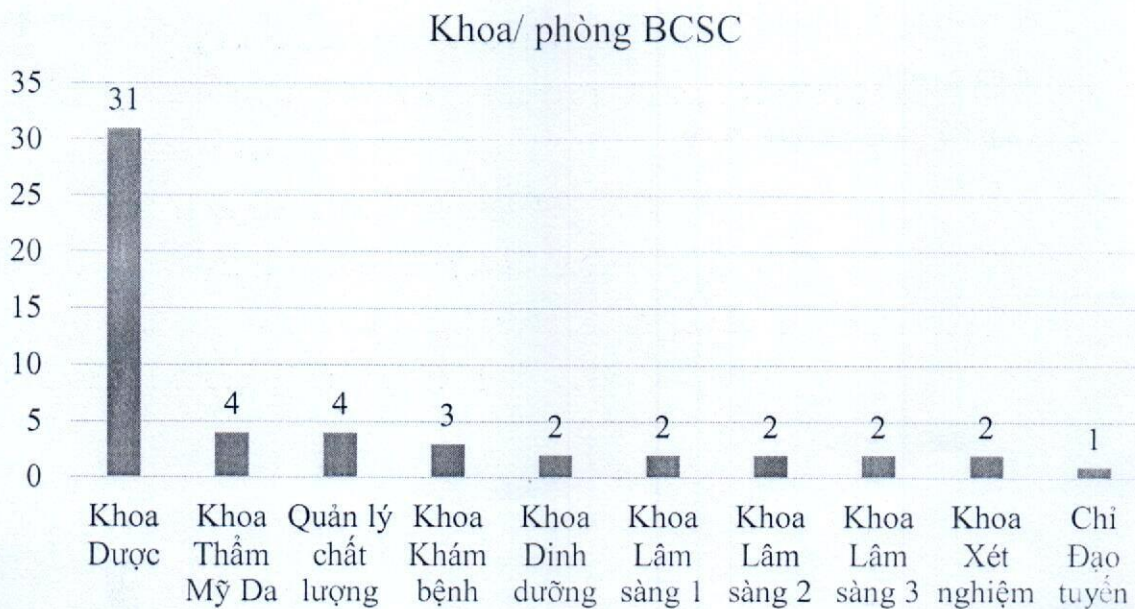 Khoa/ phòng BCSC
35
30
25
20
15
10
5
0
31
4
4
3
2
2
2
2
2
1
Khoa
Dược
Khoa
Thẩm
Mỹ Da
Quản lý
chất
lượng
Khoa
Khám
bệnh
Khoa
Dinh
dưỡng
Khoa
Lâm
sàng 1
Khoa
Lâm
sàng 2
Khoa
Lâm
sàng 3
Khoa
Xét
nghiệm
Chỉ
Đạo
tuyến